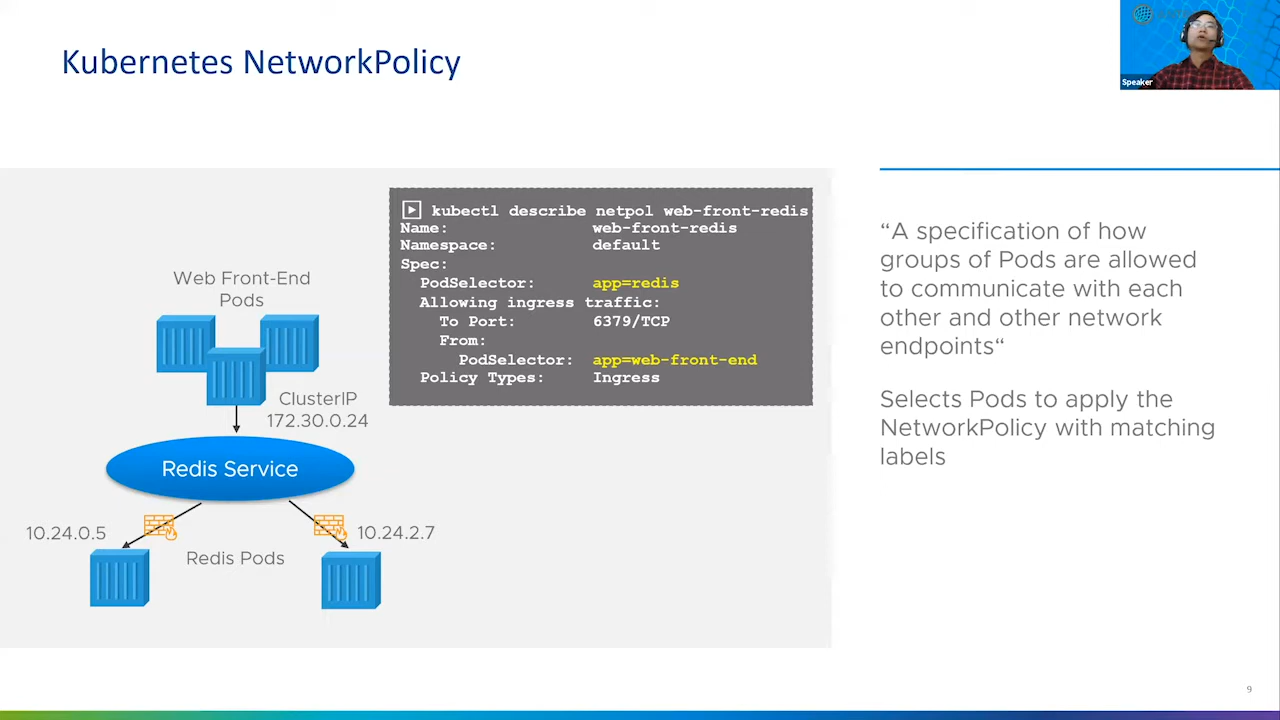 Kubernetes NetworkPolicy
Speaker
Web Front-End
Pods
ClusterIP
172.30.0.24
Redis Service
10.24.0.5
10.24.2.7
Redis Pods
kubectl describe netpol web-front-redis
Name: web-front-redis
Namespace: default
Spec:
PodSelector: app=redis
Allowing ingress traffic:
To Port: 6379/TCP
From:
PodSelector: app=web-front-end
Policy Types: Ingress
“A specification of how
groups of Pods are allowed
to communicate with each
other and other network
endpoints“
Selects Pods to apply the
NetworkPolicy with matching
labels
9